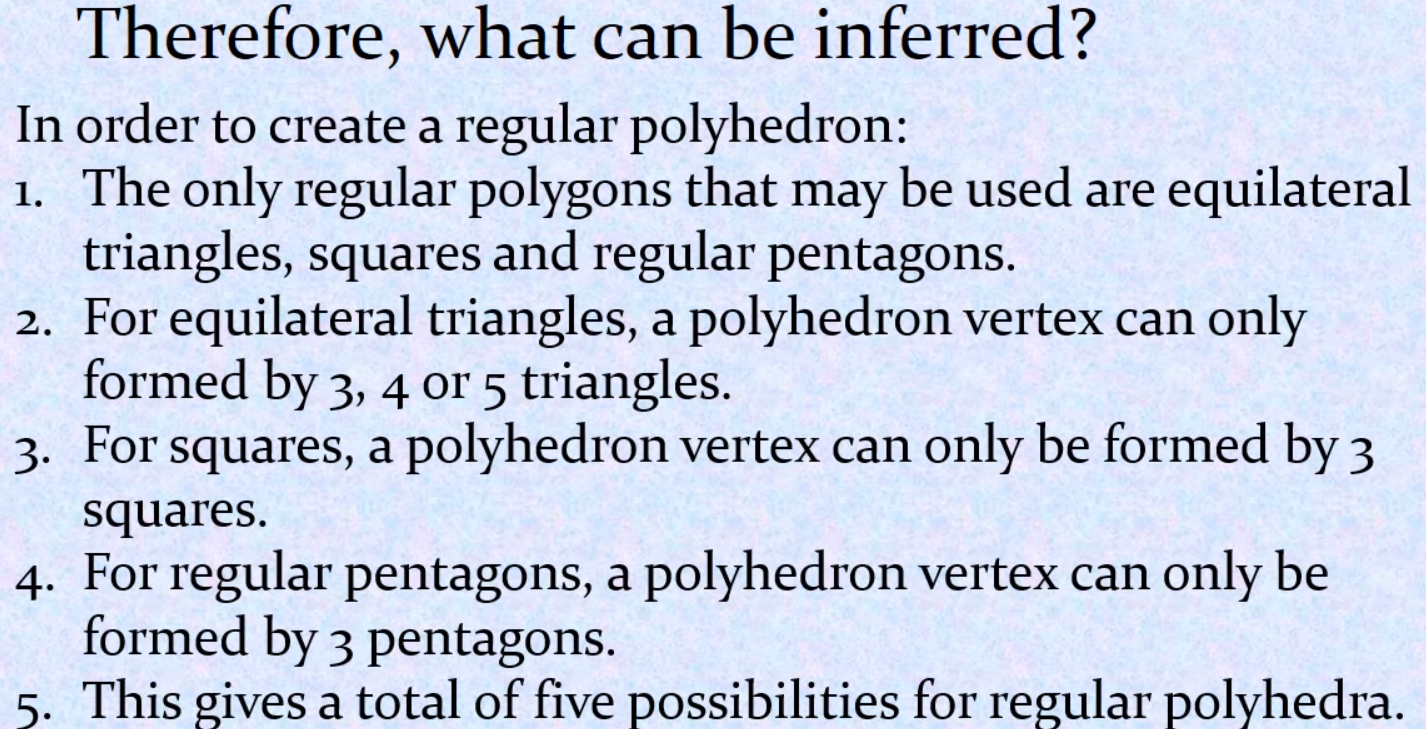 Therefore, what can be inferred?
In order to create a regular polyhedron:
1. The only regular polygons that may be used are equilateral
triangles, squares and regular pentagons.
2. For equilateral triangles, a polyhedron vertex can only
formed by 3, 4 or 5 triangles.
3. For squares, a polyhedron vertex can only be formed by 3
squares.
4. For regular pentagons, a polyhedron vertex can only be
formed by 3 pentagons.
5. This gives a total of five possibilities for regular polyhedra.